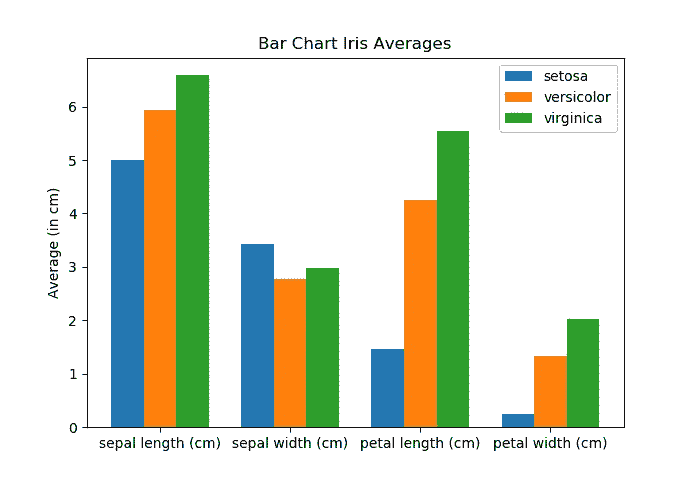 Bar Chart Iris Averages
setosa
versicolor
virginica
Average (in cm)
6
5
4
3
2
1
0
sepal length (cm) sepal width (cm) petal length (cm) petal width (cm)